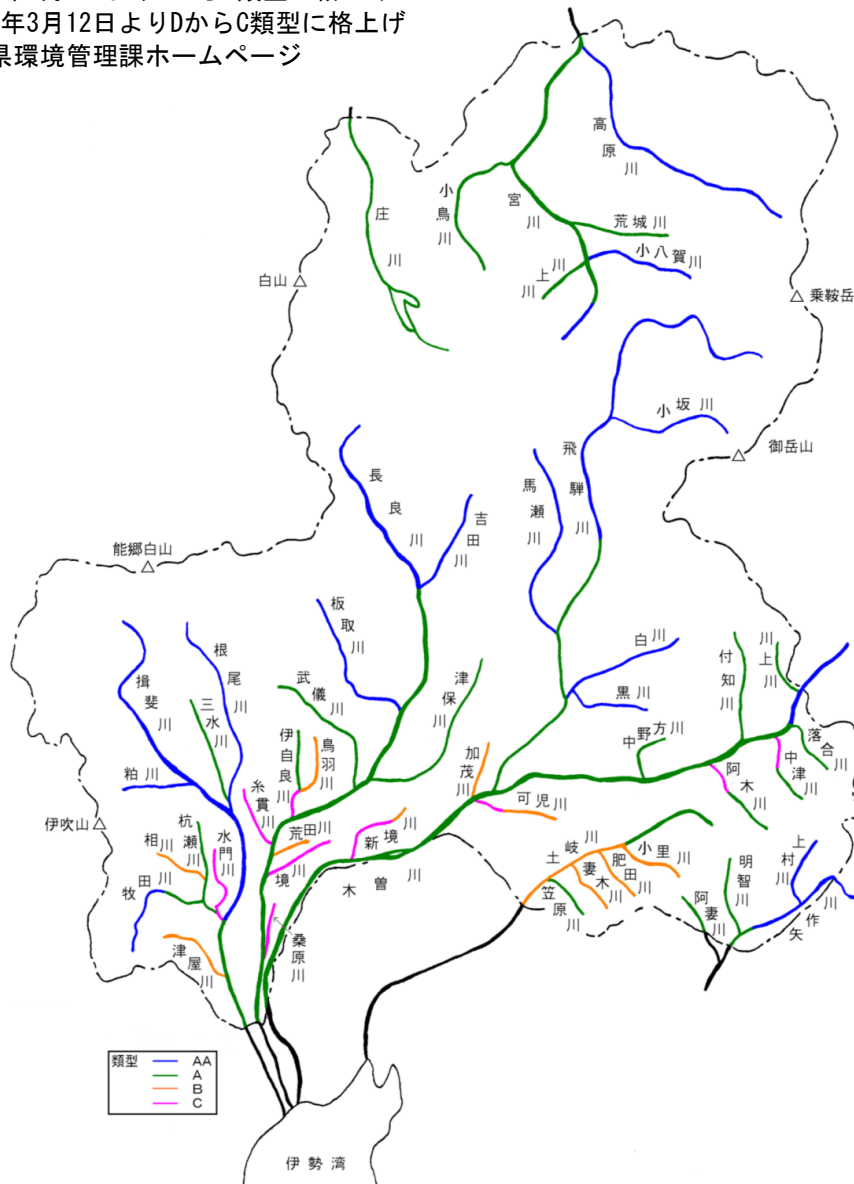 年3月12日よりDからC類型に格上げ
県環境管理課ホームページ
高原川
小鳥川
宮川
庄川
荒城川
小八賀川
川上川
白山
乗鞍岳
小坂川
飛騨川
御岳山
長良川
馬瀬川
吉田川
能郷白山
板取川
根尾川
揖斐川
三水川
武儀川
津保川
白川
黒川
付知川
川上川
伊自良川
鳥羽川
加茂川
中野方川
落合川
中津川
阿木川
粕川
糸貫川
可児川
伊吹山
杭瀬川
水門川
相川
荒田川
新境川
境川
牧田川
木曽川
土岐川
小里川
肥田川
妻木川
笠原川
上村川
明智川
阿妻川
矢作川
津屋川
桑原川
類型
AA
A
B
C
伊勢湾